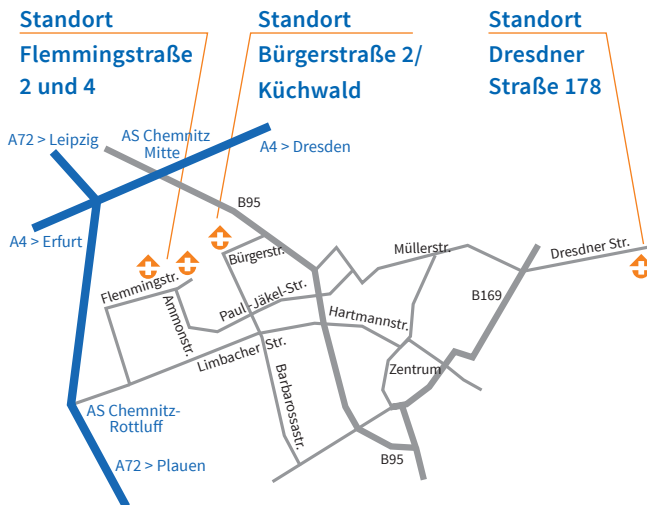 Standort
Flemmingstraße
2 und 4
Standort
Bürgerstraße 2/
Küchwald
Standort
Dresdner
Straße 178
A72 > Leipzig
AS Chemnitz
Mitte
A4 > Dresden
B95
A4 > Erfurt
Bürgerstr.
Müllerstr.
Dresdner Str.
Flemmingstr.
Ammonstr.
Paul-Jäkel-Str.
Hartmannstr.
B169
Limbacher Str.
Barbarossastr.
Zentrum
AS Chemnitz-
Rottluff
A72 > Plauen
B95